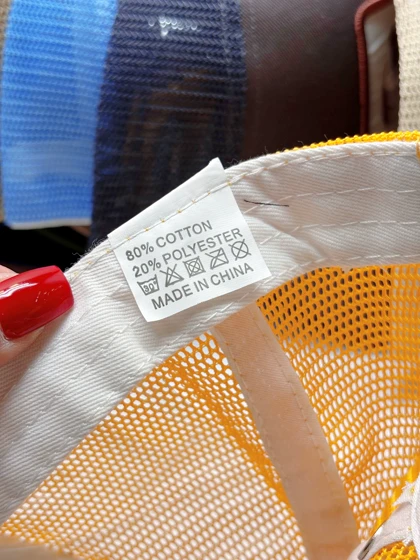 80% COTTON
20% POLYESTER
MADE IN CHINA